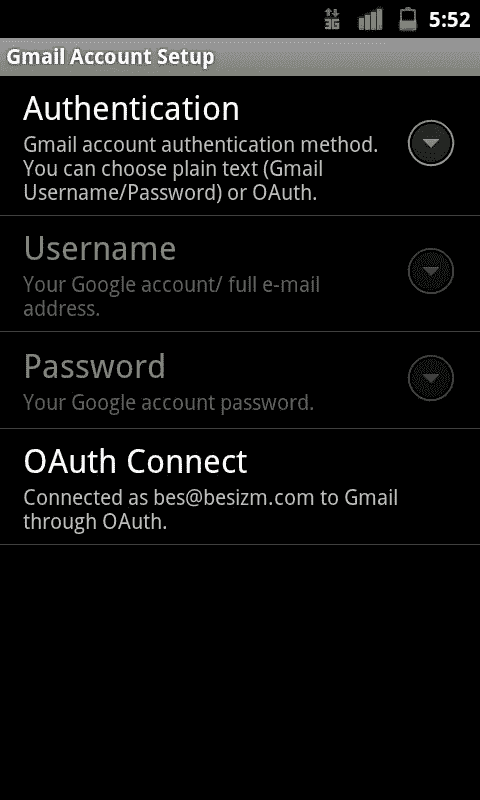 3G 5:52
Gmail Account Setup
Authentication
Gmail account authentication method.
You can choose plain text (Gmail
Username/Password) or OAuth.
Username
Your Google account/ full e-mail
address.
Password
Your Google account password.
OAuth Connect
Connected as bes@besizm.com to Gmail
through OAuth.